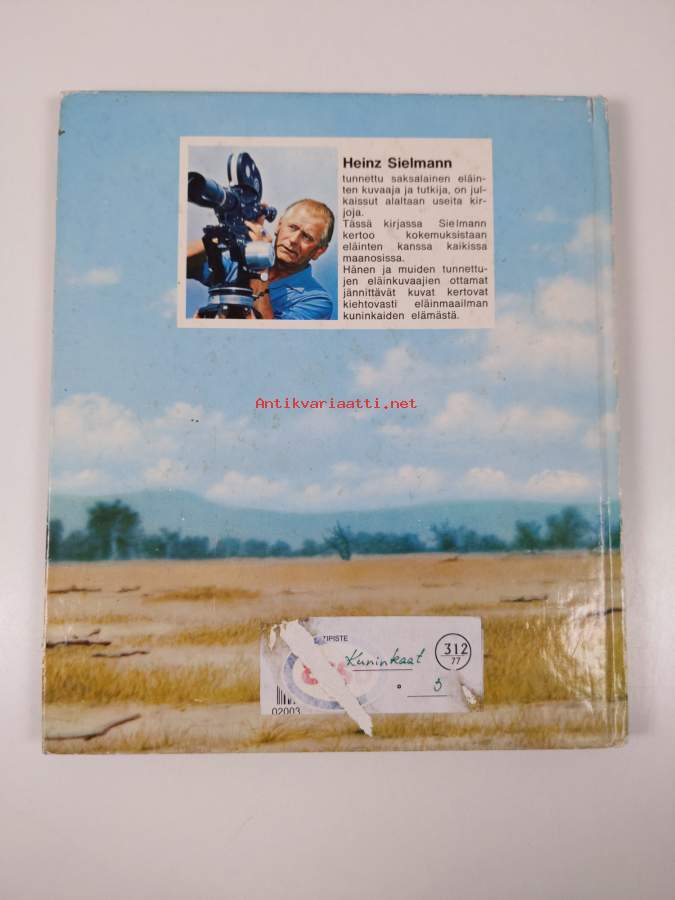 Heinz Sielmann
tunnettu saksalainen eläin-
ten kuvaaja ja tutkija, on jul-
kaissut alaltaan useita kir-
joja.
Tässä kirjassa Sielmann
kertoo kokemuksistaan
eläinten kanssa kaikissa
maanosissa.
Hänen ja muiden tunnettu-
jen eläinkuvaajien ottamat
jännittävät kuvat kertovat
kiehtovasti eläinmaailman
kuninkaiden elämästä.
Antikvariaatti.net
ZIPISTE
Kuninkaat
312
77
3
02003